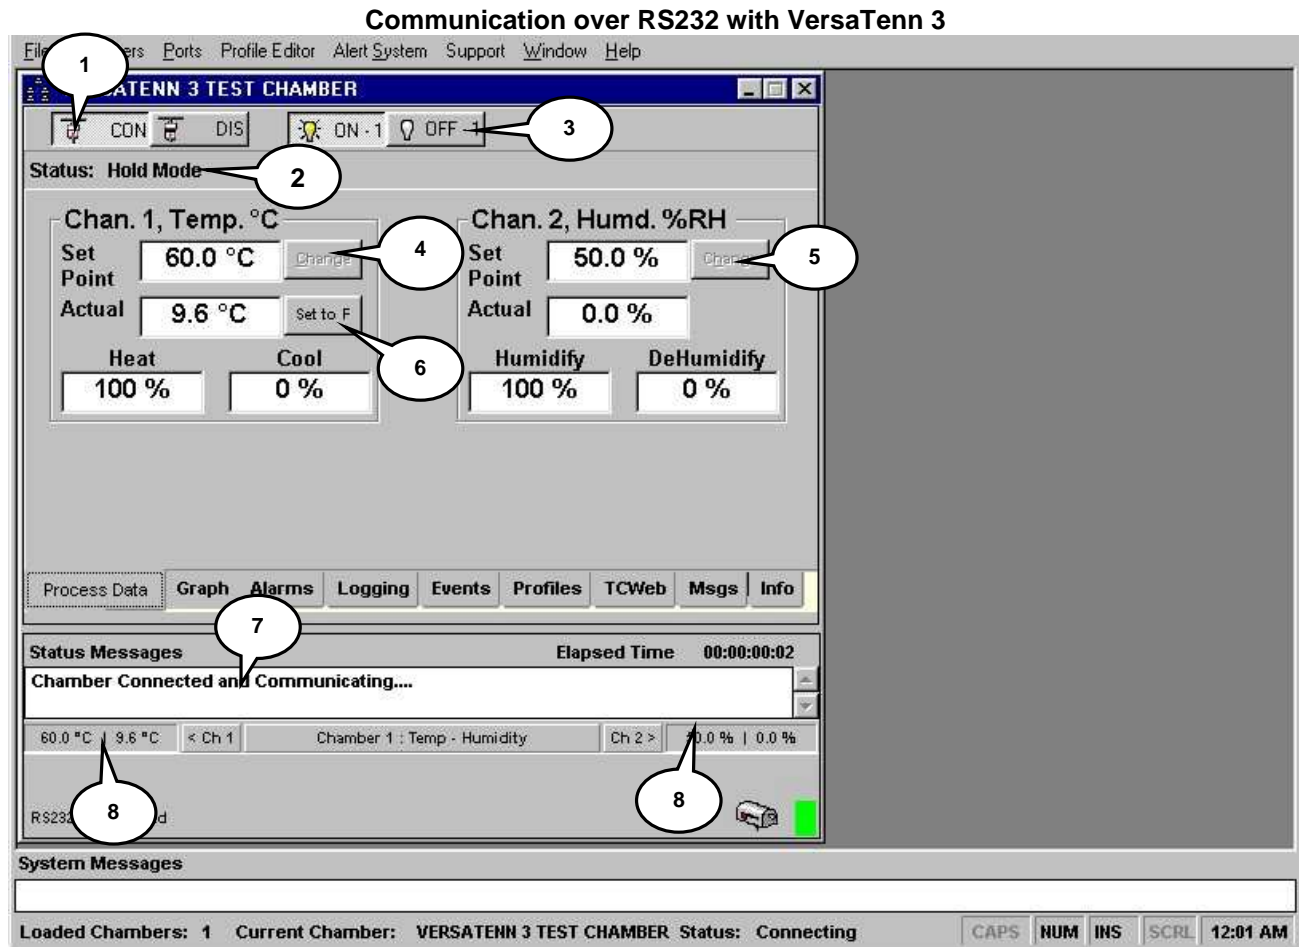 Communication over RS232 with VersaTenn 3
Ports Profile Editor Alert System Support Window Help
1
3 TEST CHAMBER
CON DIS ON - 1 OFF - 1
3
Status: Hold Mode
2
Chan. 1, Temp. °C
Set Point 60.0 °C Change
4
Actual 9.6 °C Set to F
6
Heat Cool
100 % 0 %
Chan. 2, Humd. %RH
Set Point 50.0 % Change
5
Actual 0.0 %
Humidify DeHumidify
100 % 0 %
Process Data Graph Alarms Logging Events Profiles TCWeb Msgs Info
7
Status Messages Elapsed Time 00:00:00:02
Chamber Connected and Communicating....
60.0 °C | 9.6 °C < Ch 1 Chamber 1 : Temp - Humidity Ch 2 > | 0.0 %
8
8
System Messages
Loaded Chambers: 1 Current Chamber: VERSATENN 3 TEST CHAMBER Status: Connecting CAPS NUM INS SCRL 12:01 AM